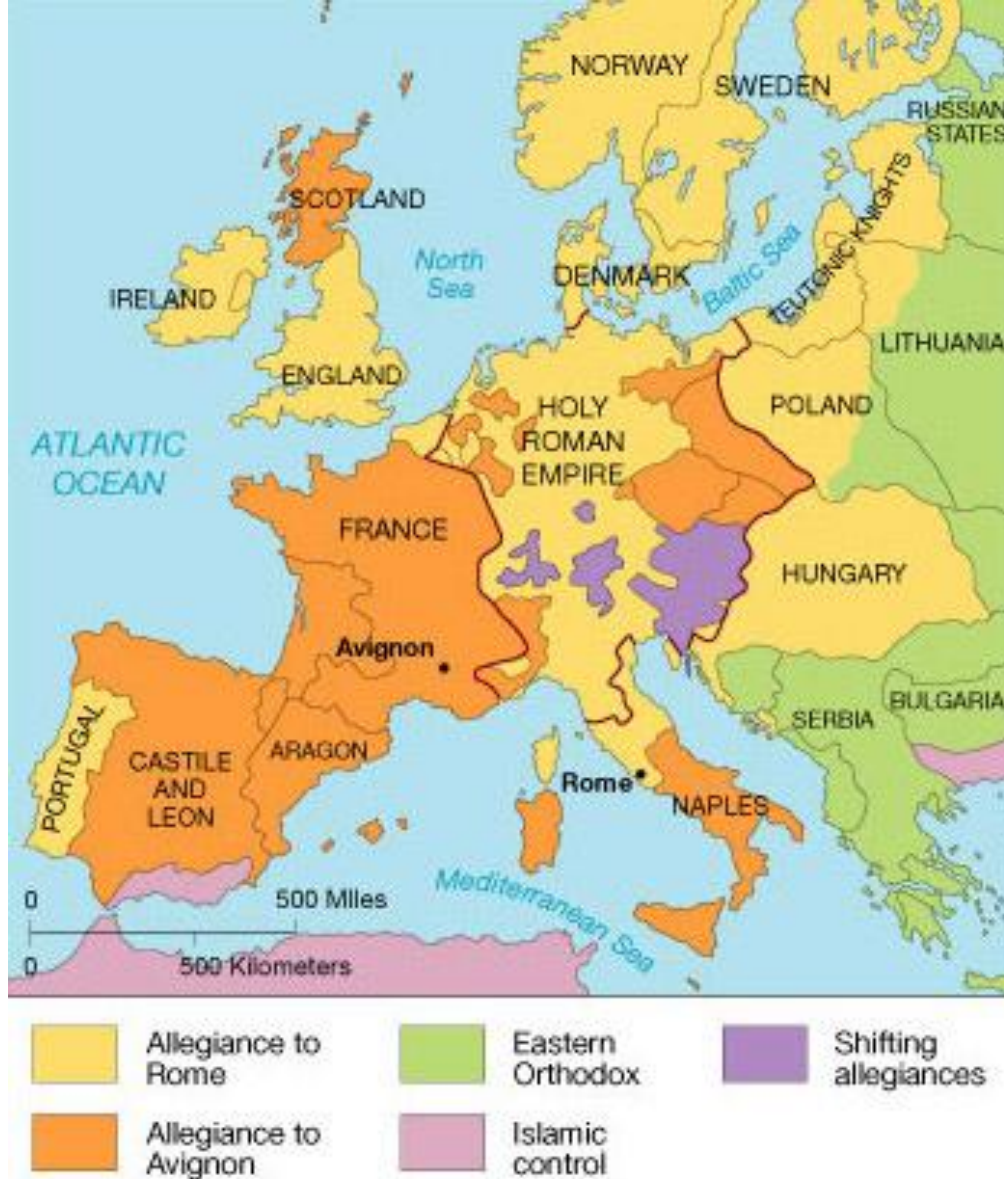 NORWAY
SWEDEN
RUSSIAN
STATES
SCOTLAND
North
Sea
Baltic Sea
TEUTONIC KNIGHTS
DENMARK
IRELAND
LITHUANIA
ENGLAND
POLAND
HOLY
ROMAN
EMPIRE
ATLANTIC
OCEAN
FRANCE
HUNGARY
Avignon
BULGARIA
SERBIA
PORTUGAL
CASTILE
AND
LEON
ARAGON
Rome
NAPLES
Mediterranean Sea
0
500 Miles
0
500 Kilometers
Allegiance to
Rome
Eastern
Orthodox
Shifting
allegiances
Allegiance to
Avignon
Islamic
control